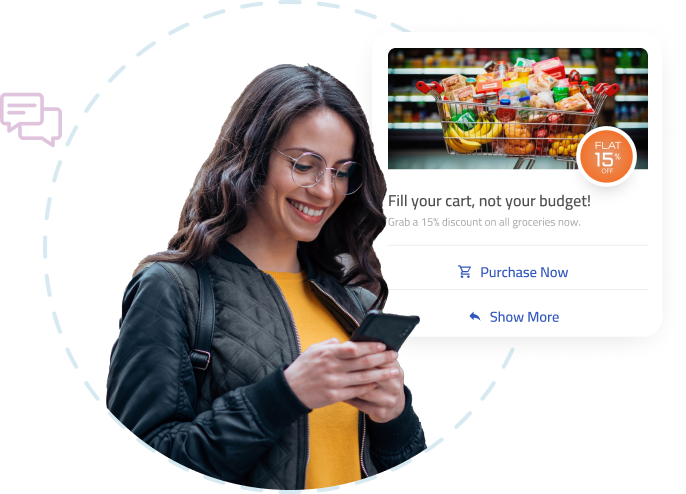 FLAT
15%
OFF
Fill your cart, not your budget!
Grab a 15% discount on all groceries now.
Purchase Now
Show More